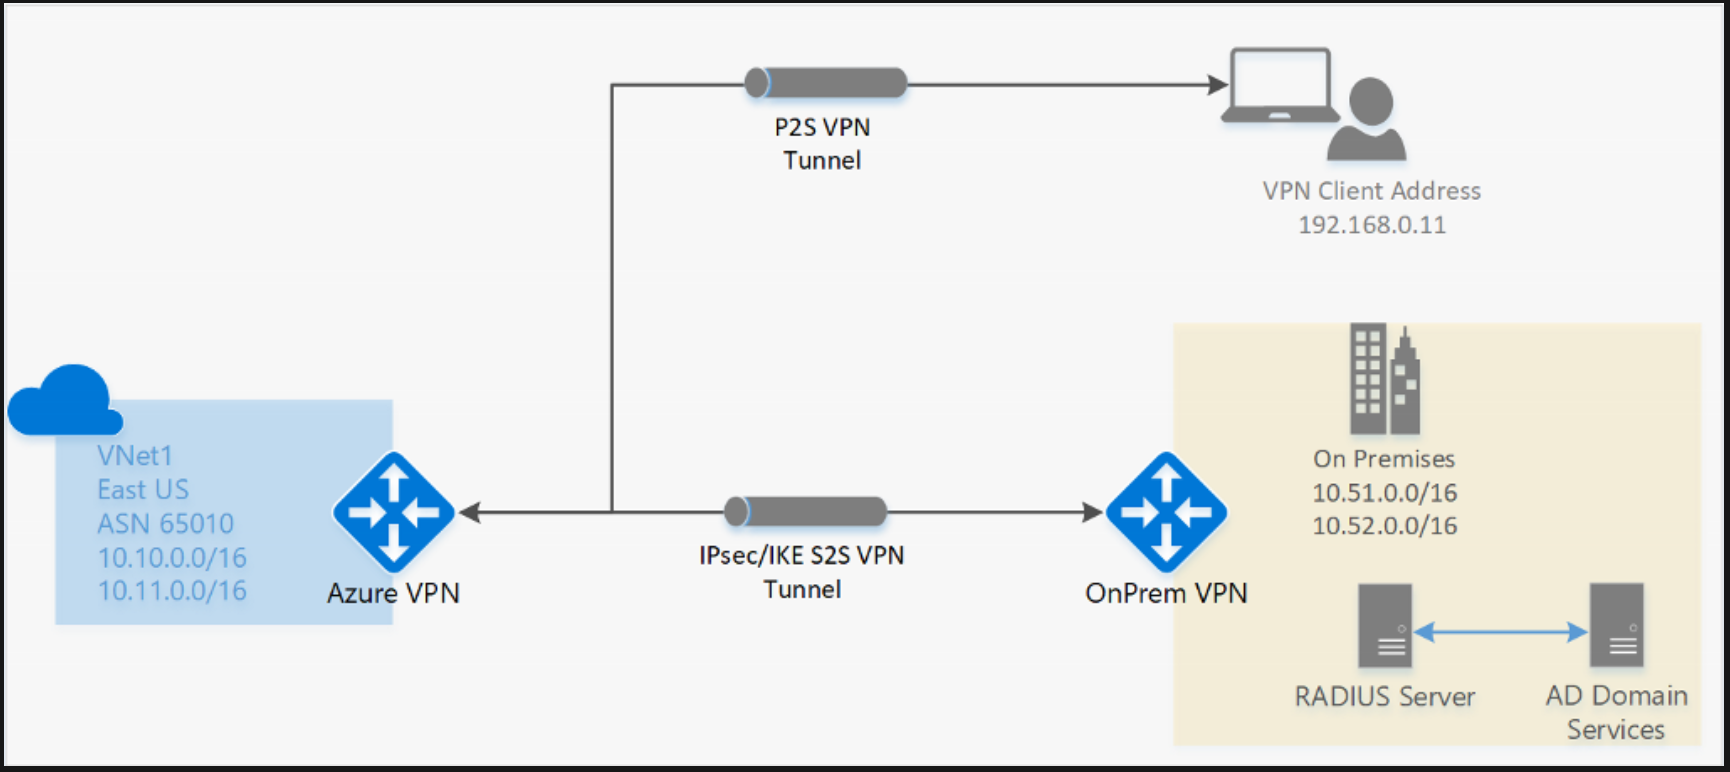 P2S VPN
Tunnel
VPN Client Address
192.168.0.11
VNet1
East US
ASN 65010
10.10.0.0/16
10.11.0.0/16
Azure VPN
IPsec/IKE S2S VPN
Tunnel
OnPrem VPN
On Premises
10.51.0.0/16
10.52.0.0/16
RADIUS Server
AD Domain
Services